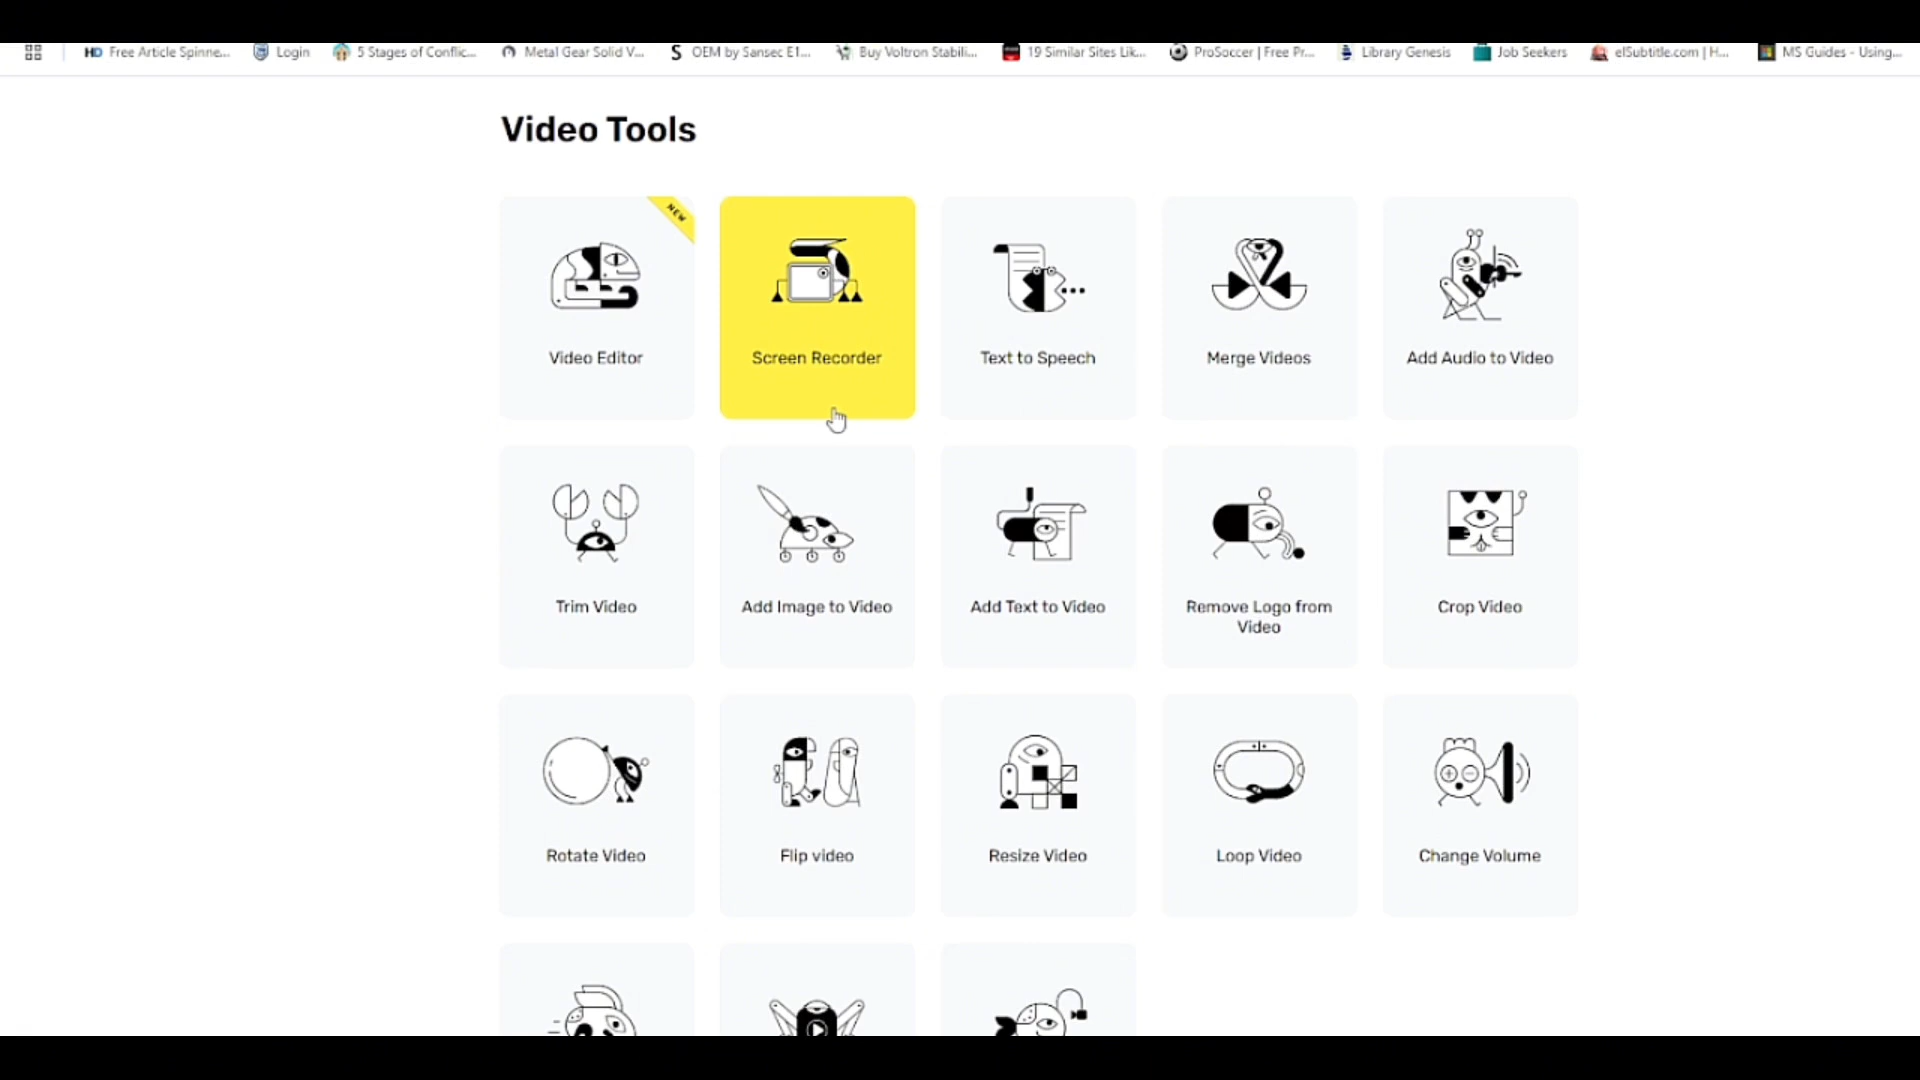 HD Free Article Spinne... Login 5 Stages of Conflic... Metal Gear Solid V... S OEM by Sansec E1... Buy Voltron Stabili... 19 Similar Sites Lik... ProSoccer | Free Pr... Library Genesis Job Seekers elSubtitle.com | H... MS Guides - Using...
Video Tools
NEW
Video Editor
Screen Recorder
Text to Speech
Merge Videos
Add Audio to Video
Trim Video
Add Image to Video
Add Text to Video
Remove Logo from
Video
Crop Video
Rotate Video
Flip video
Resize Video
Loop Video
Change Volume